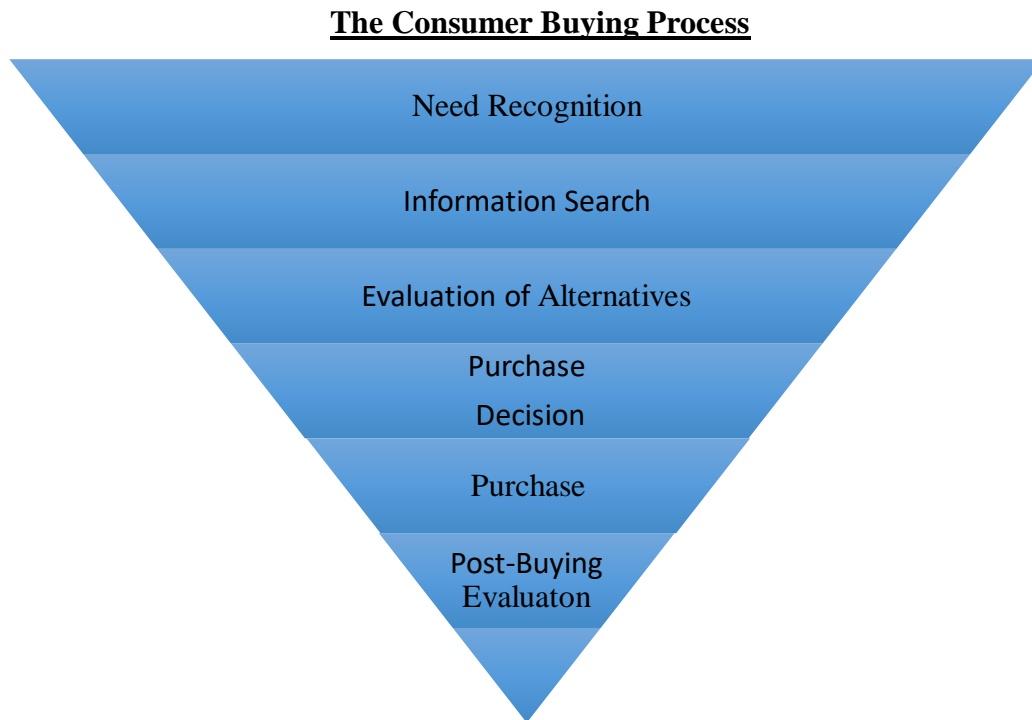 The Consumer Buying Process
Need Recognition
Information Search
Evaluation of Alternatives
Purchase
Decision
Purchase
Post-Buying
Evaluaton